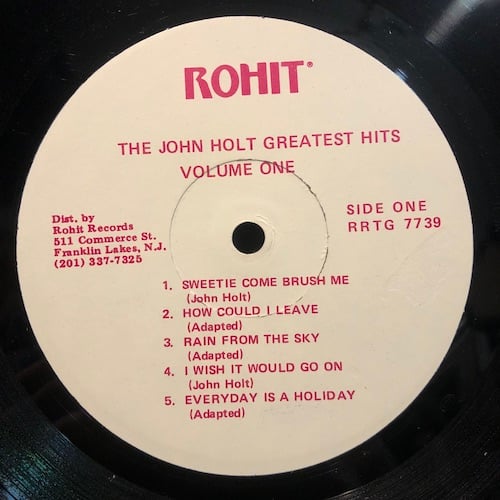 ROHIT®
THE JOHN HOLT GREATEST HITS
VOLUME ONE
Dist. by
Rohit Records
511 Commerce St.
Franklin Lakes, N.J.
(201) 337-7325
SIDE ONE
RRTG 7739
1. SWEETIE COME BRUSH ME
(John Holt)
2. HOW COULD I LEAVE
(Adapted)
3. RAIN FROM THE SKY
(Adapted)
4. I WISH IT WOULD GO ON
(John Holt)
5. EVERYDAY IS A HOLIDAY
(Adapted)